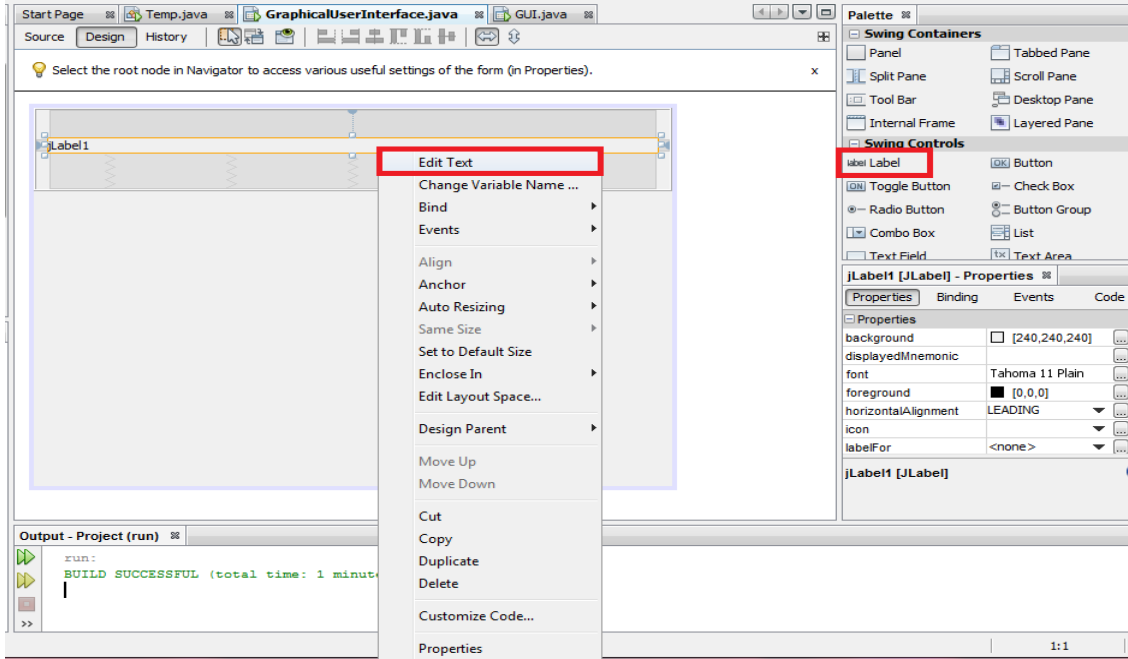 Start Page
Temp.java
GraphicalUserInterface.java
GUI.java
Source Design History
Select the root node in Navigator to access various useful settings of the form (in Properties).
x
jLabel1
Edit Text
Change Variable Name ...
Bind
Events
Align
Anchor
Auto Resizing
Same Size
Set to Default Size
Enclose In
Edit Layout Space...
Design Parent
Move Up
Move Down
Cut
Copy
Duplicate
Delete
Customize Code...
Properties
Palette
Swing Containers
Panel Tabbed Pane
Split Pane Scroll Pane
Tool Bar Desktop Pane
Internal Frame Layered Pane
Swing Controls
label Label OK Button
ON Toggle Button Check Box
Radio Button Button Group
Combo Box List
Text Field tx Text Area
jLabel1 [JLabel] - Properties
Properties Binding Events Code
Properties
background [240,240,240] ...
displayedMnemonic ...
font Tahoma 11 Plain ...
foreground [0,0,0] ...
horizontalAlignment LEADING ...
icon ...
labelFor <none> ...
jLabel1 [JLabel]
Output - Project (run)
run:
BUILD SUCCESSFUL (total time: 1 minut
>>
1:1